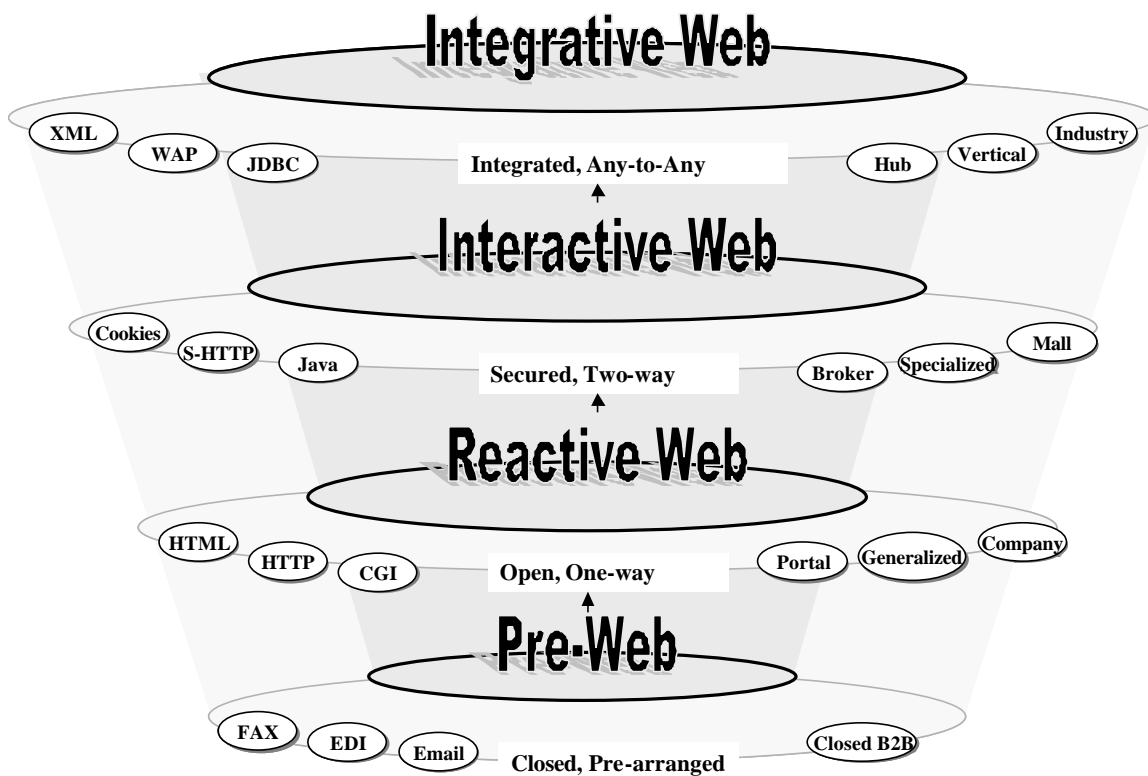 Integrative Web
XML
WAP
JDBC
Integrated, Any-to-Any
Hub
Vertical
Industry
Interactive Web
Cookies
S-HTTP
Java
Secured, Two-way
Broker
Specialized
Mall
Reactive Web
HTML
HTTP
CGI
Open, One-way
Portal
Generalized
Company
Pre-Web
FAX
EDI
Email
Closed, Pre-arranged
Closed B2B